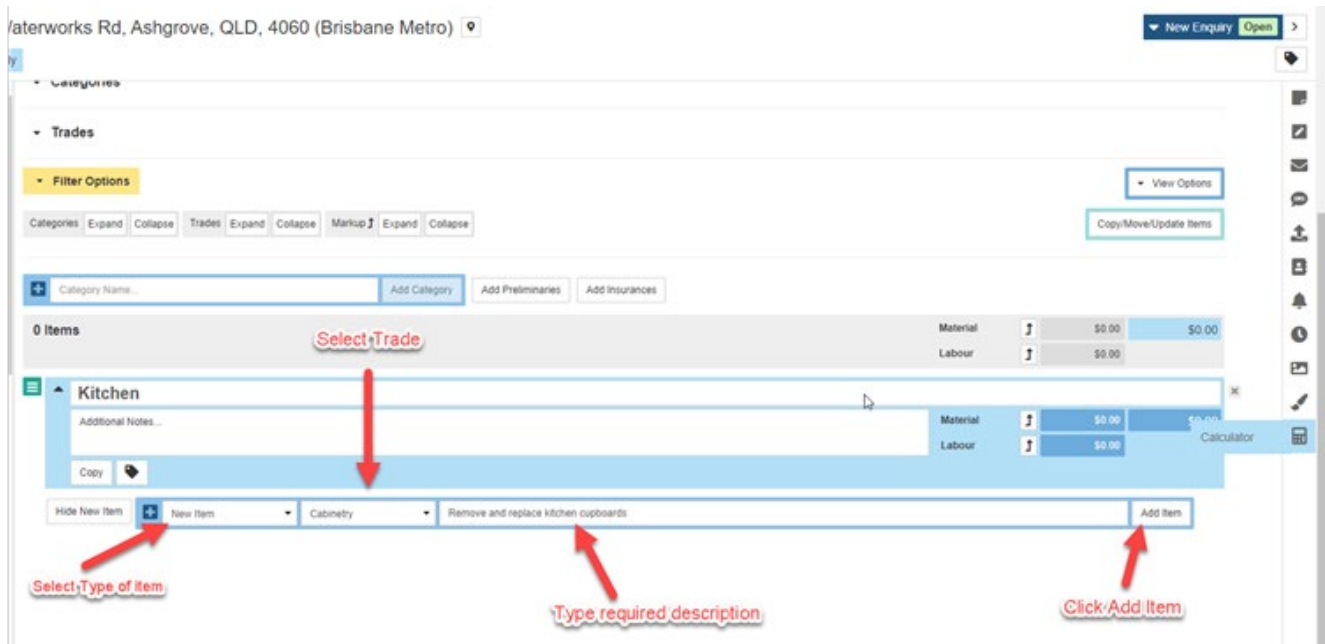 /aterworks Rd, Ashgrove, QLD, 4060 (Brisbane Metro)
New Enquiry Open
Categories
Trades
Filter Options
View Options
Categories Expand Collapse Trades Expand Collapse Markup Expand Collapse
Copy/Move/Update Items
Category Name... Add Category Add Preliminaries Add Insurances
0 Items
Material $0.00 $0.00
Labour $0.00
Select Trade
Kitchen
Additional Notes...
Material $0.00 $0.00
Labour $0.00
Calculator
Copy
Hide New Item New Item Cabinetry Remove and replace kitchen cupboards Add Item
Select Type of item
Type required description
Click Add Item